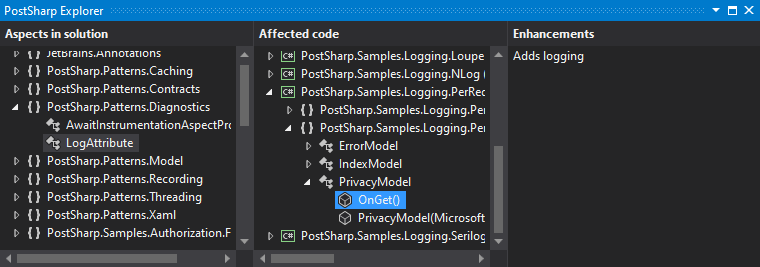 PostSharp Explorer
Aspects in solution
JetBrains.Annotations
{ } PostSharp.Patterns.Caching
{ } PostSharp.Patterns.Contracts
{ } PostSharp.Patterns.Diagnostics
AwaitInstrumentationAspectPro
LogAttribute
{ } PostSharp.Patterns.Model
{ } PostSharp.Patterns.Recording
{ } PostSharp.Patterns.Threading
{ } PostSharp.Patterns.Xaml
{ } PostSharp.Samples.Authorization.F
Affected code
C# PostSharp.Samples.Logging.Loupe
C# PostSharp.Samples.Logging.NLog (
C# PostSharp.Samples.Logging.PerRec
{ } PostSharp.Samples.Logging.Per
{ } PostSharp.Samples.Logging.Per
ErrorModel
IndexModel
PrivacyModel
OnGet()
PrivacyModel(Microsoft
C# PostSharp.Samples.Logging.Serilog
Enhancements
Adds logging